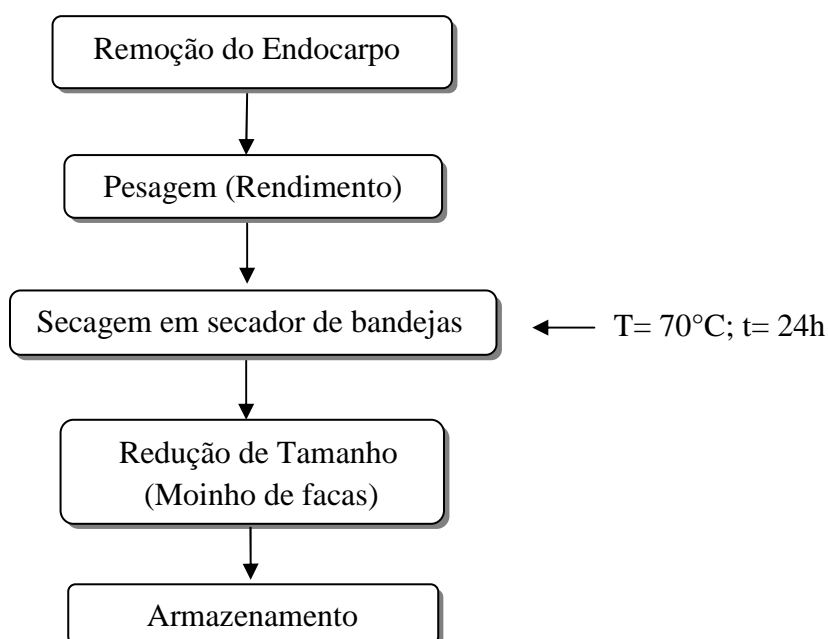 Remoção do Endocarpo
Pesagem (Rendimento)
Secagem em secador de bandejas
T= 70°C; t= 24h
Redução de Tamanho
(Moinho de facas)
Armazenamento